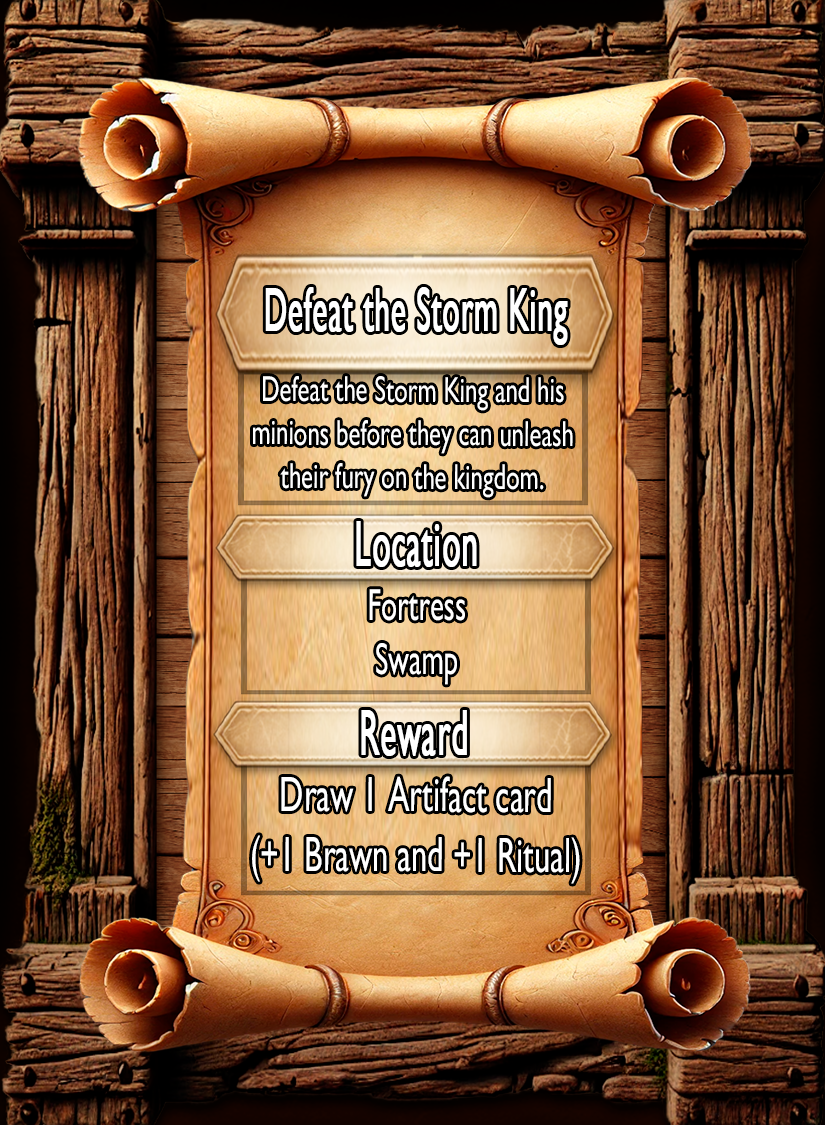 Defeat the Storm King
Defeat the Storm King and his
minions before they can unleash
their fury on the kingdom.
Location
Fortress
Swamp
Reward
Draw 1 Artifact card
(+1 Brawn and +1 Ritual)